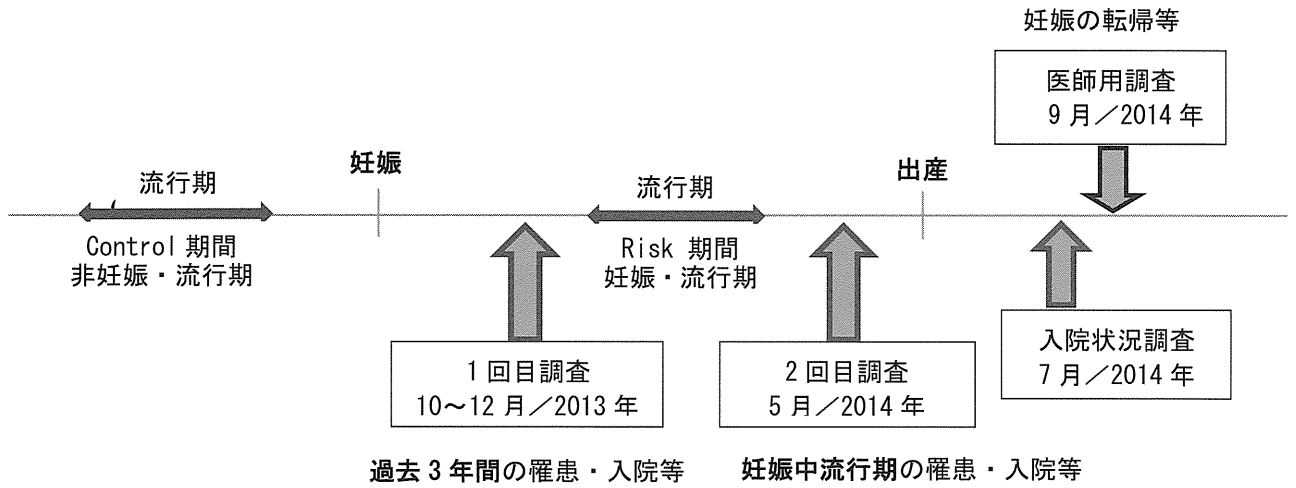 妊娠の転帰等
医師用調査
9月／2014年
妊娠
出産
流行期
流行期
Control 期間
非妊娠・流行期
Risk 期間
妊娠・流行期
1回目調査
10～12月／2013年
2回目調査
5月／2014年
入院状況調査
7月／2014年
過去3年間の罹患・入院等
妊娠中流行期の罹患・入院等